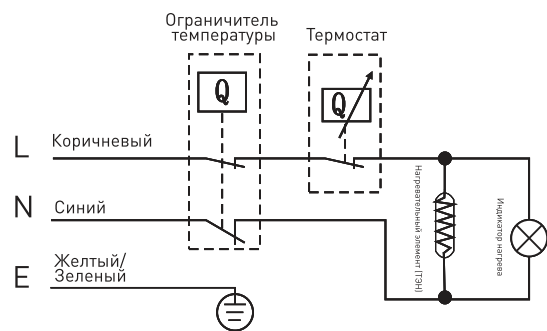 Ограничитель
температуры
Термостат
Q
Q
L
Коричневый
N
Синий
E
Желтый/
Зеленый
Нагревательный элемент (ТЭН)
Индикатор нагрева